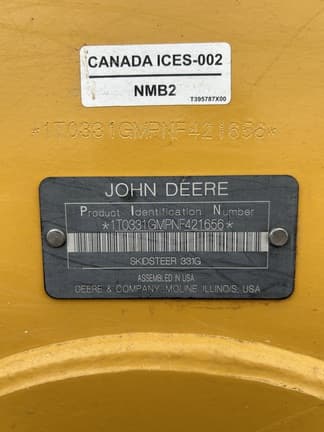 CANADA ICES-002
NMB2
T395787X00
*1T0331GMPNF421656*
JOHN DEERE
Product Identification Number
*1T0331GMPNF421656*
SKIDSTEER 331G
ASSEMBLED IN USA
DEERE & COMPANY MOLINE ILLINOIS USA